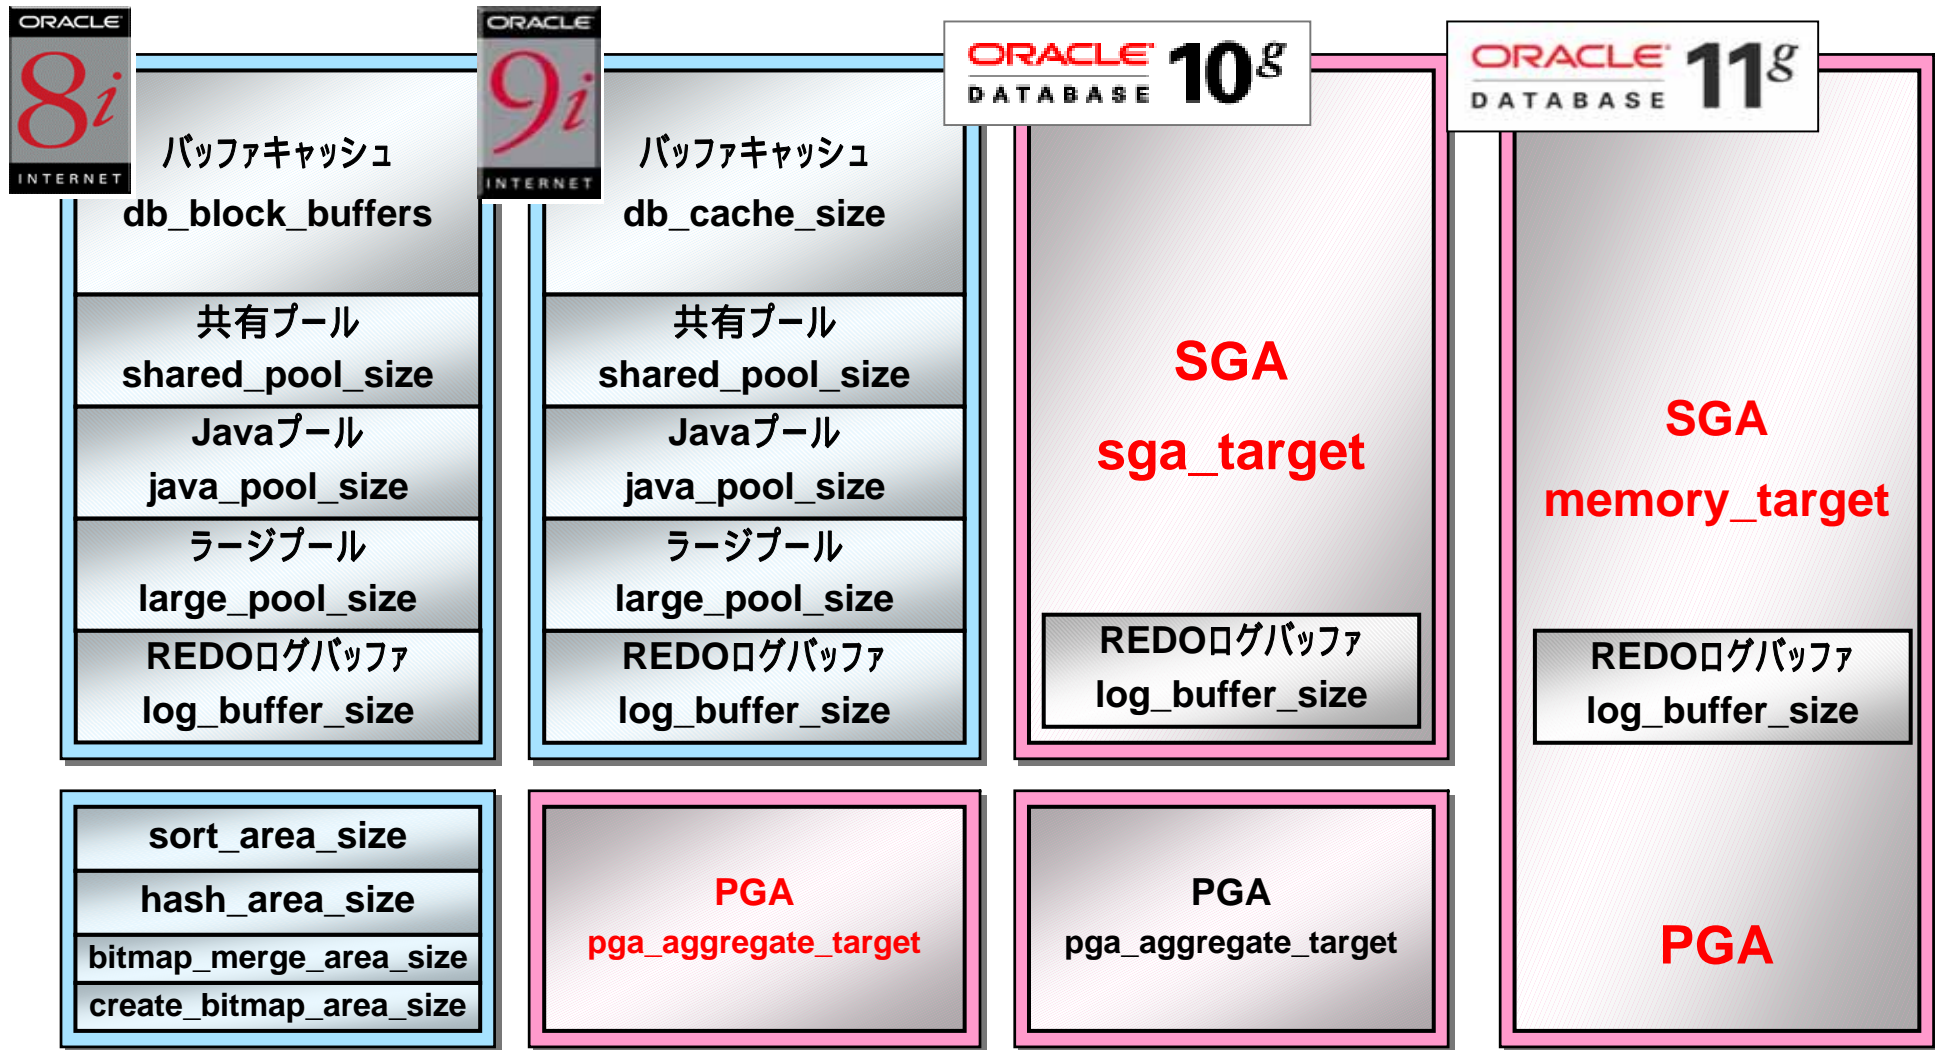 ORACLE
8i
INTERNET
バッファキャッシュ
db_block_buffers
共有プール
shared_pool_size
Javaプール
java_pool_size
ラージプール
large_pool_size
REDOログバッファ
log_buffer_size
sort_area_size
hash_area_size
bitmap_merge_area_size
create_bitmap_area_size
ORACLE
9i
INTERNET
バッファキャッシュ
db_cache_size
共有プール
shared_pool_size
Javaプール
java_pool_size
ラージプール
large_pool_size
REDOログバッファ
log_buffer_size
PGA
pga_aggregate_target
ORACLE
DATABASE 10g
SGA
sga_target
REDOログバッファ
log_buffer_size
PGA
pga_aggregate_target
ORACLE
DATABASE 11g
SGA
memory_target
REDOログバッファ
log_buffer_size
PGA